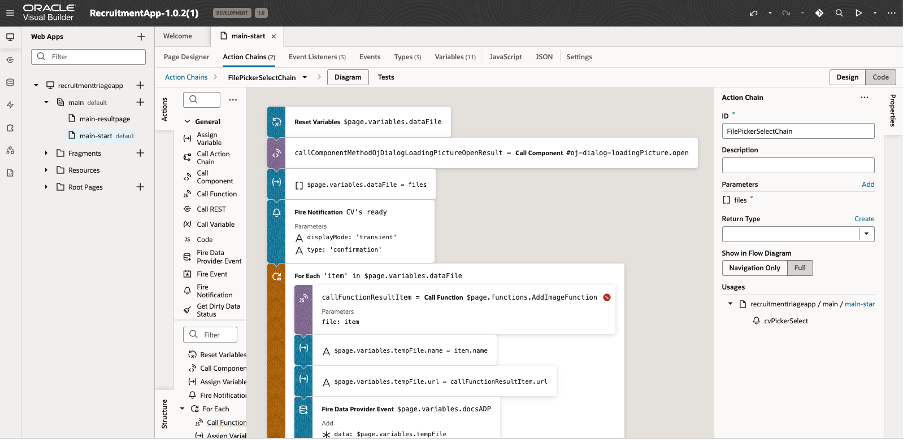 ORACLE
Visual Builder
RecruitmentApp-1.0.2(1)
DEVELOPMENT
1.0
Web Apps
Filter
recruitmenttriageapp
main default
main-resultpage
main-start default
Fragments
Resources
Root Pages
Welcome
main-start
Page Designer
Action Chains (2)
Event Listeners (3)
Events
Types (3)
Variables (11)
JavaScript
JSON
Settings
Action Chains
FilePickerSelectChain
Diagram
Tests
Design
Code
Actions
General
Assign
Variable
Call Action
Chain
Call
Component
Call Function
Call REST
Call Variable
Code
Fire Data
Provider Event
Fire Event
Fire
Notification
Get Dirty Data
Status
Structure
Filter
Reset Variables
Call Componen
Assign Variable
Fire Notification
For Each
Call Function
Assign Varial
Reset Variables $page.variables.dataFile
callComponentMethodOjDialogLoadingPictureOpenResult = Call Component #oj-dialog-loadingPicture.open
[] $page.variables.dataFile = files
Fire Notification CV's ready
Parameters
A displayMode: 'transient'
A type: 'confirmation'
For Each 'item' in $page.variables.dataFile
callFunctionResultItem = Call Function $page.functions.AddImageFunction
Parameters
file: item
A $page.variables.tempFile.name = item.name
A $page.variables.tempFile.url = callFunctionResultItem.url
Fire Data Provider Event $page.variables.docsADP
Add
* data: $page.variables.tempFile
Action Chain
ID *
FilePickerSelectChain
Description
Parameters
Add
[] files *
Return Type
Create
Show in Flow Diagram
Navigation Only
Full
Usages
recruitmenttriageapp / main / main-star
cvPickerSelect
Properties